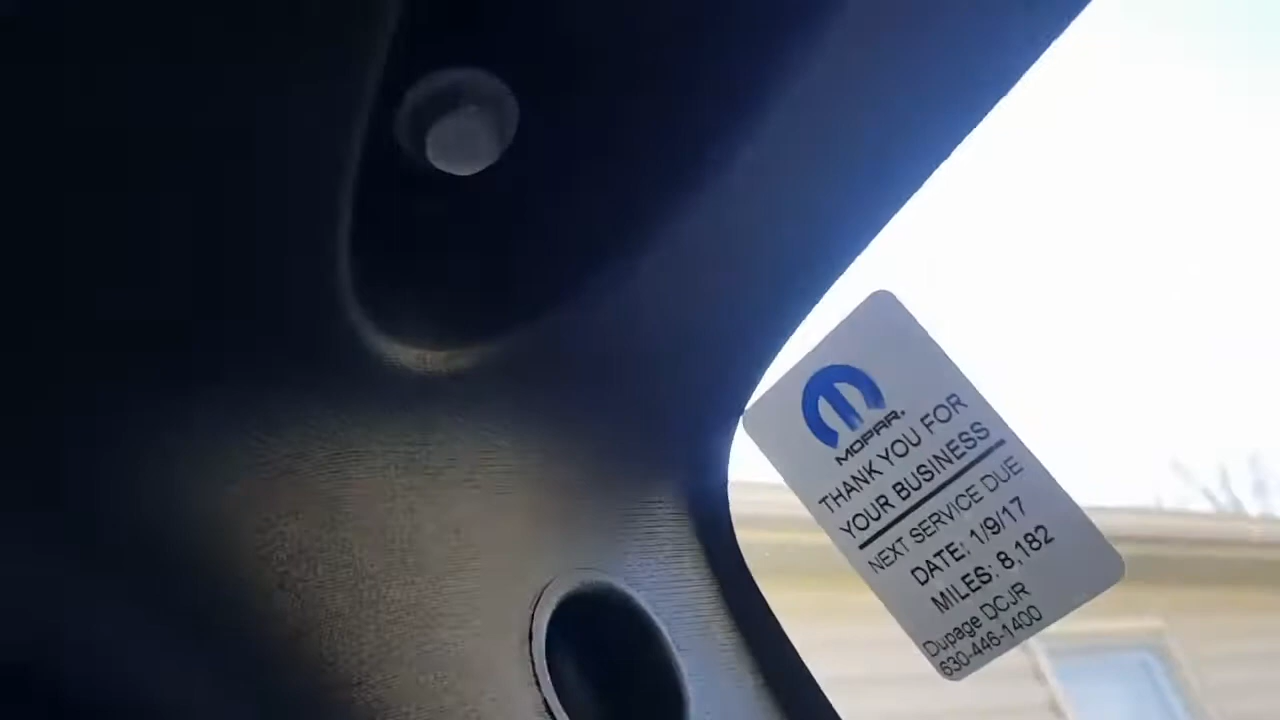 MOPAR.
THANK YOU FOR
YOUR BUSINESS
NEXT SERVICE DUE
DATE: 1/9/17
MILES: 8,182
Dupage DCJR
630-446-1400